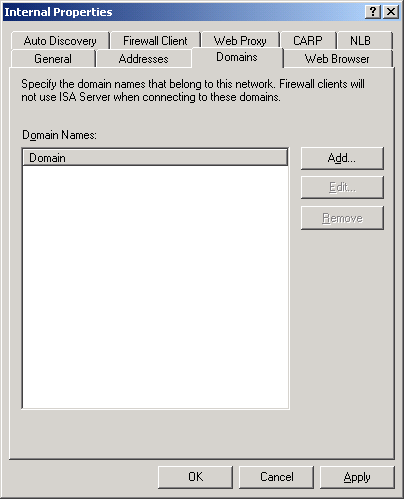 Internal Properties
Auto Discovery Firewall Client Web Proxy CARP NLB
General Addresses Domains Web Browser
Specify the domain names that belong to this network. Firewall clients will
not use ISA Server when connecting to these domains.
Domain Names:
Domain
Add...
Edit...
Remove
OK Cancel Apply